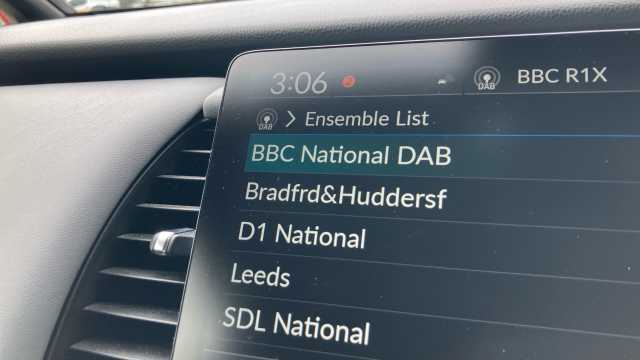 3:06
DAB
BBC R1X
DAB
Ensemble List
BBC National DAB
Bradfrd&Huddersf
D1 National
Leeds
SDL National